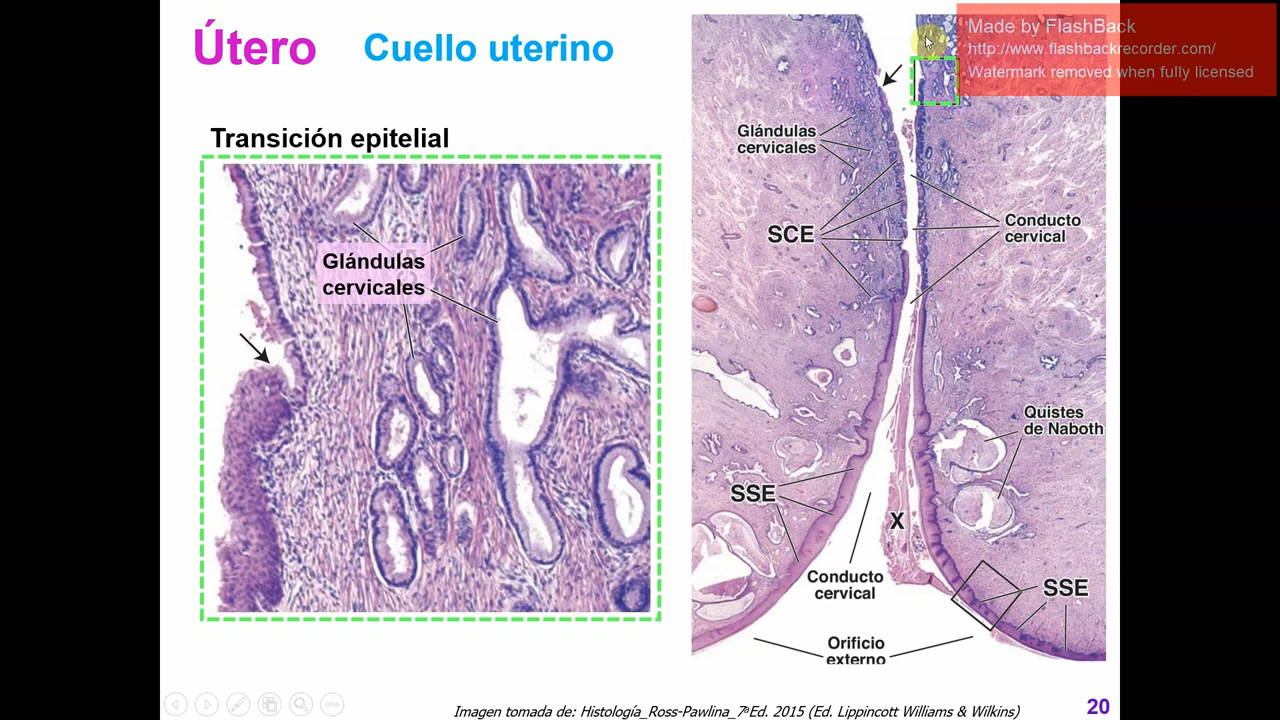 Útero
Cuello uterino
Made by FlashBack
http://www.flashbackrecorder.com/
Watermark removed when fully licensed
Transición epitelial
Glándulas
cervicales
Glándulas
cervicales
SCE
Conducto
cervical
Quistes
de Naboth
SSE
X
Conducto
cervical
SSE
Orificio
externo
Imagen tomada de: Histología_Ross-Pawlina_7ªEd. 2015 (Ed. Lippincott Williams & Wilkins)
20